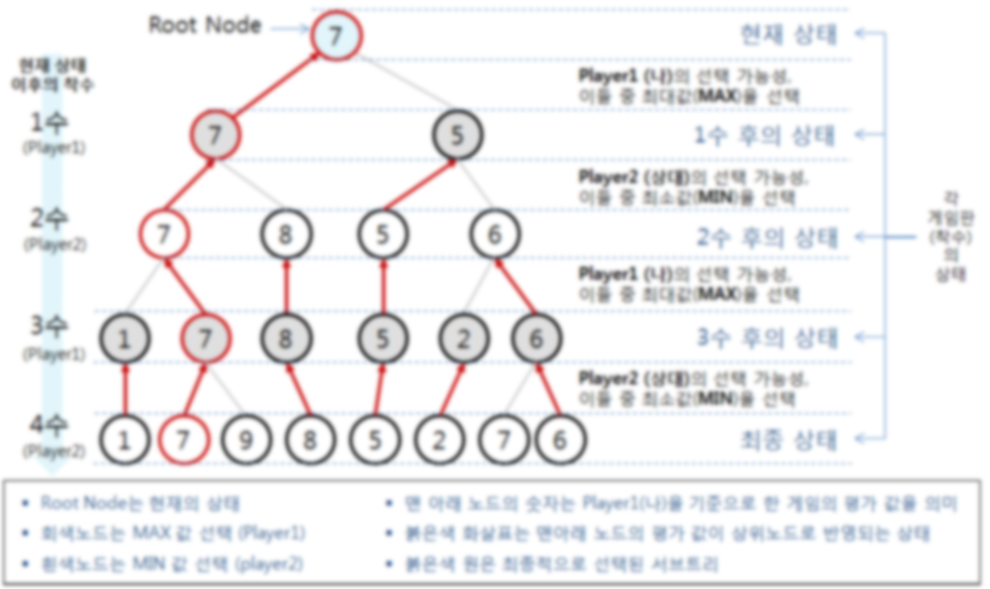 Root Node
7
현재 상태
현재 상태
이후의 착수
Player1 (나)의 선택 가능성,
이들 중 최대값(MAX)을 선택
1수
(Player1)
7
5
1수 후의 상태
Player2 (상대)의 선택 가능성,
이들 중 최소값(MIN)을 선택
2수
(Player2)
7
8
5
6
2수 후의 상태
각
게임판
(착수)
의
상태
Player1 (나)의 선택 가능성,
이들 중 최대값(MAX)을 선택
3수
(Player1)
1
7
8
5
2
6
3수 후의 상태
Player2 (상대)의 선택 가능성,
이들 중 최소값(MIN)을 선택
4수
(Player2)
1
7
9
8
5
2
7
6
최종 상태
• Root Node는 현재의 상태
• 회색노드는 MAX 값 선택 (Player1)
• 흰색노드는 MIN 값 선택 (player2)
• 맨 아래 노드의 숫자는 Player1(나)을 기준으로 한 게임의 평가 값을 의미
• 붉은색 화살표는 맨아래 노드의 평가 값이 상위노드로 반영되는 상태
• 붉은색 원은 최종적으로 선택된 서브트리